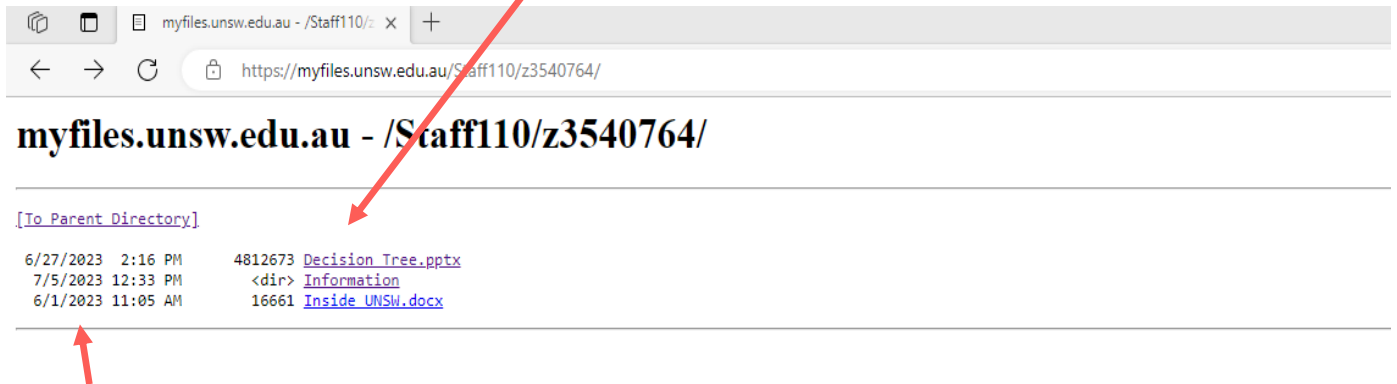 myfiles.unsw.edu.au - /Staff110/z
https://myfiles.unsw.edu.au/Staff110/z3540764/
myfiles.unsw.edu.au - /Staff110/z3540764/
[To Parent Directory]
6/27/2023 2:16 PM 4812673 Decision Tree.pptx
7/5/2023 12:33 PM <dir> Information
6/1/2023 11:05 AM 16661 Inside UNSW.docx